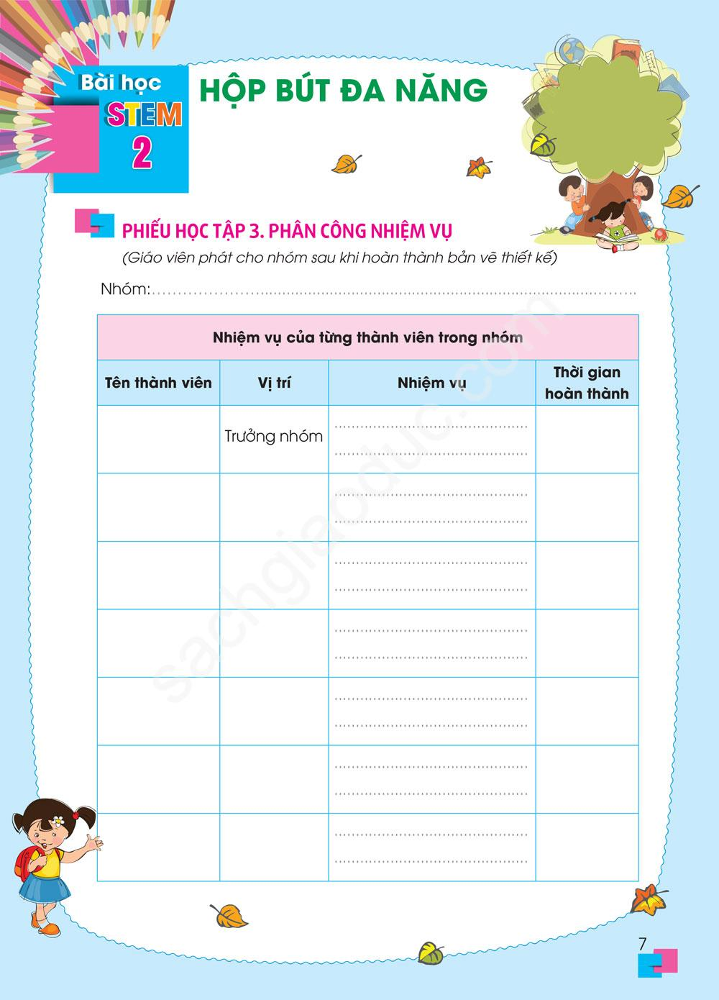 Bài học
STEM
2
HỘP BÚT ĐA NĂNG
PHIẾU HỌC TẬP 3. PHÂN CÔNG NHIỆM VỤ
(Giáo viên phát cho nhóm sau khi hoàn thành bản vẽ thiết kế)
Nhóm:
Nhiệm vụ của từng thành viên trong nhóm
Tên thành viên
Vị trí
Nhiệm vụ
Thời gian
hoàn thành
Trưởng nhóm
sachgiaoduc.com
7